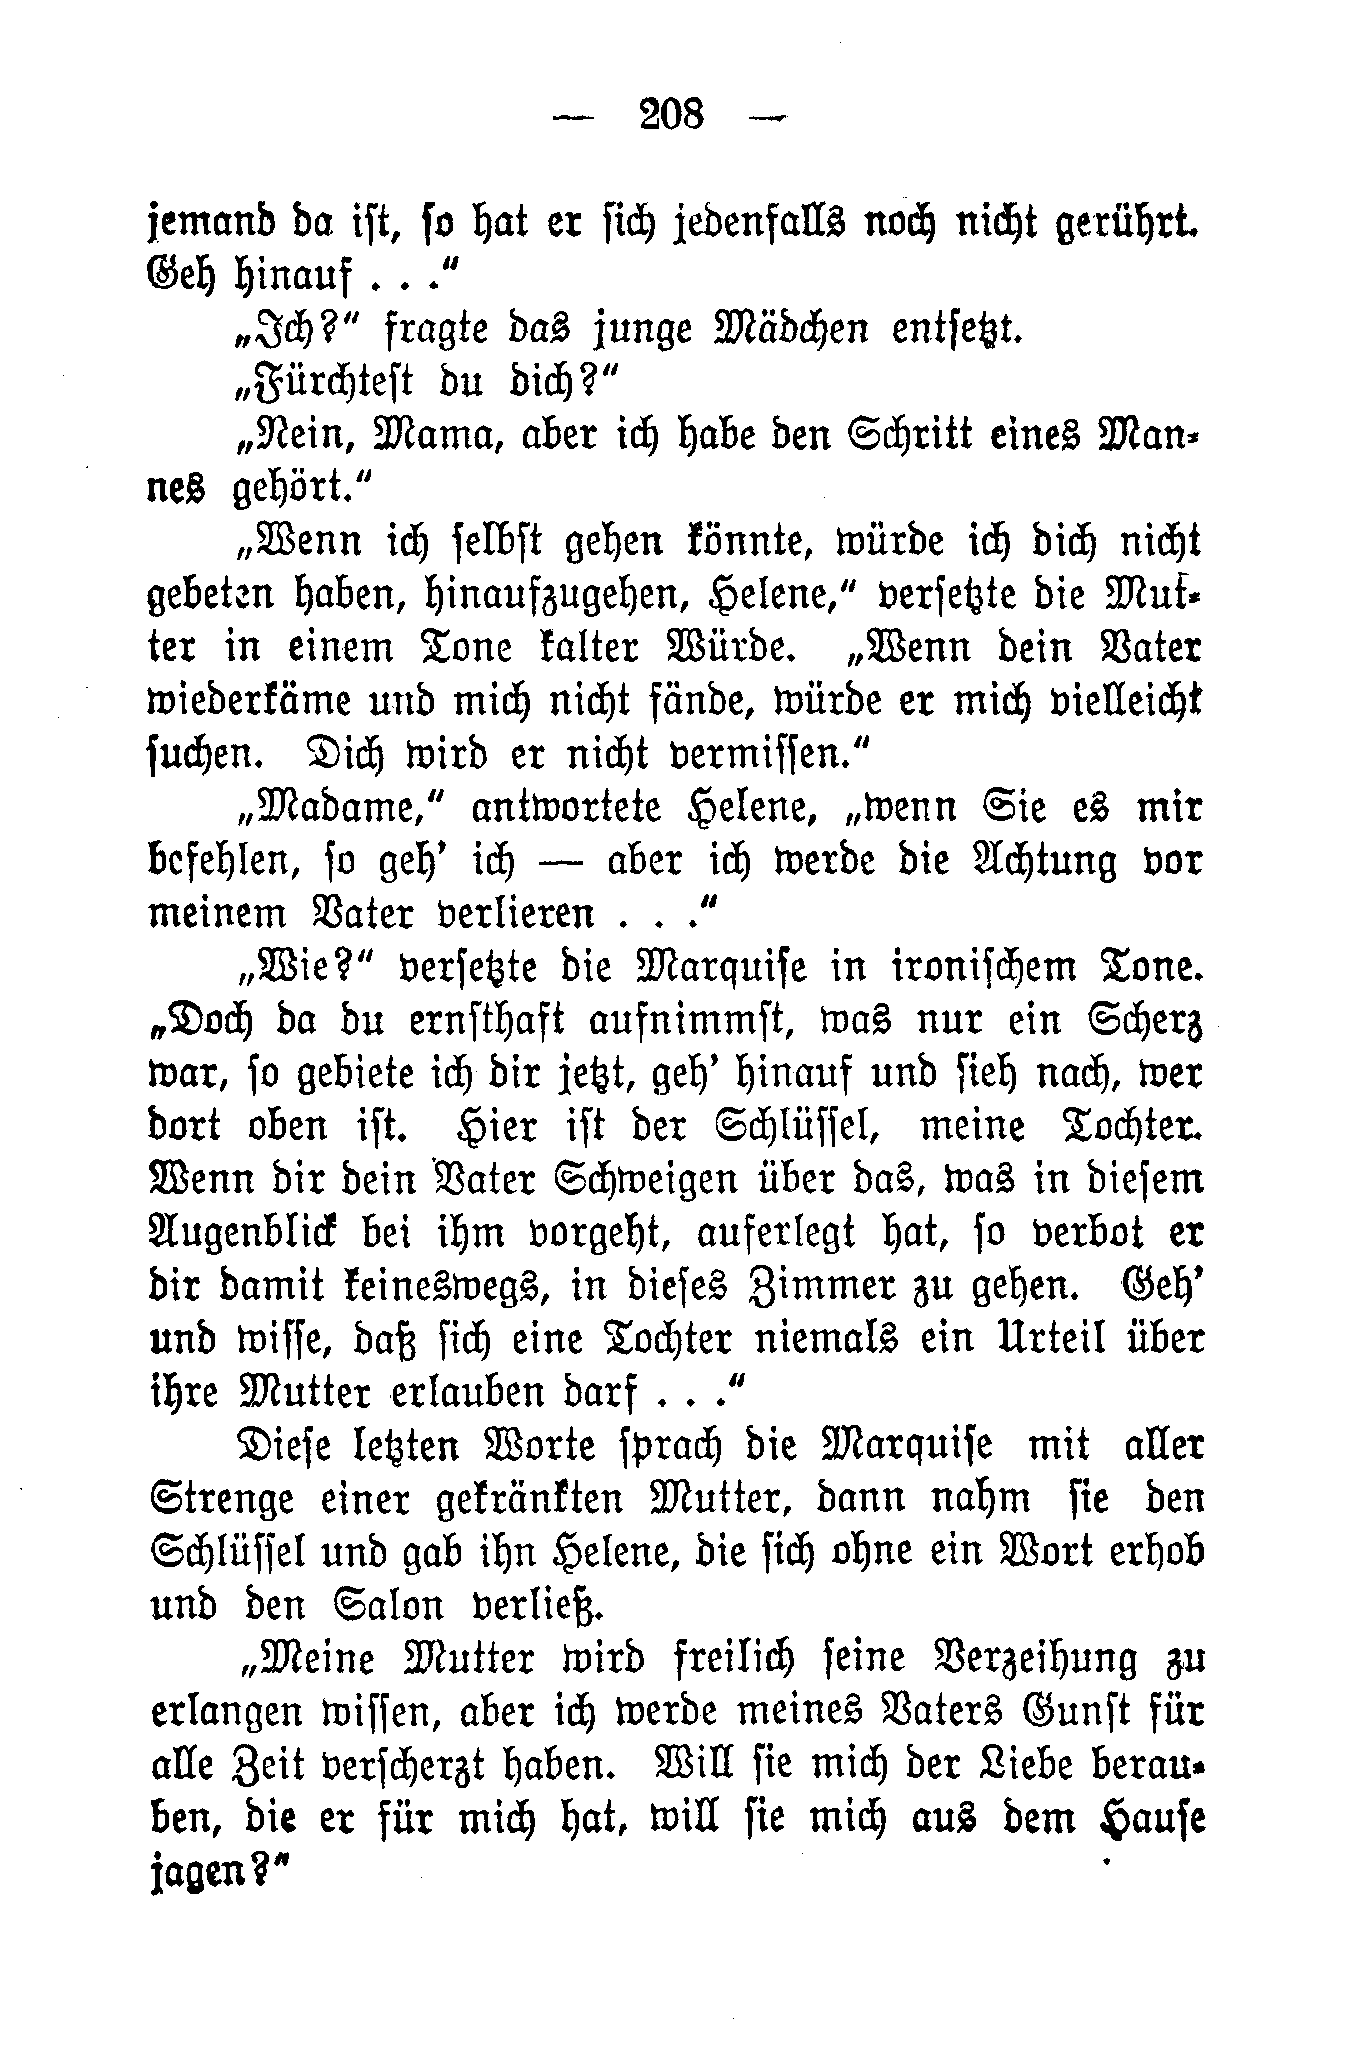 — 208 —
jemand da ist, so hat er sich jedenfalls noch nicht gerührt.
Geh hinauf . . .“
„Ich?“ fragte das junge Mädchen entsetzt.
„Fürchtest du dich?“
„Nein, Mama, aber ich habe den Schritt eines Man-
nes gehört.“
„Wenn ich selbst gehen könnte, würde ich dich nicht
gebeten haben, hinaufzugehen, Helene,“ versetzte die Mut-
ter in einem Tone kalter Würde. „Wenn dein Vater
wiederkäme und mich nicht fände, würde er mich vielleicht
suchen. Dich wird er nicht vermissen.“
„Madame,“ antwortete Helene, „wenn Sie es mir
befehlen, so geh’ ich — aber ich werde die Achtung vor
meinem Vater verlieren . . .“
„Wie?“ versetzte die Marquise in ironischem Tone.
„Doch da du ernsthaft aufnimmst, was nur ein Scherz
war, so gebiete ich dir jetzt, geh’ hinauf und sieh nach, wer
dort oben ist. Hier ist der Schlüssel, meine Tochter.
Wenn dir dein Vater Schweigen über das, was in diesem
Augenblick bei ihm vorgeht, auferlegt hat, so verbot er
dir damit keineswegs, in dieses Zimmer zu gehen. Geh’
und wisse, daß sich eine Tochter niemals ein Urteil über
ihre Mutter erlauben darf . . .“
Diese letzten Worte sprach die Marquise mit aller
Strenge einer gekränkten Mutter, dann nahm sie den
Schlüssel und gab ihn Helene, die sich ohne ein Wort erhob
und den Salon verließ.
„Meine Mutter wird freilich seine Verzeihung zu
erlangen wissen, aber ich werde meines Vaters Gunst für
alle Zeit verscherzt haben. Will sie mich der Liebe berau-
ben, die er für mich hat, will sie mich aus dem Hause
jagen?“